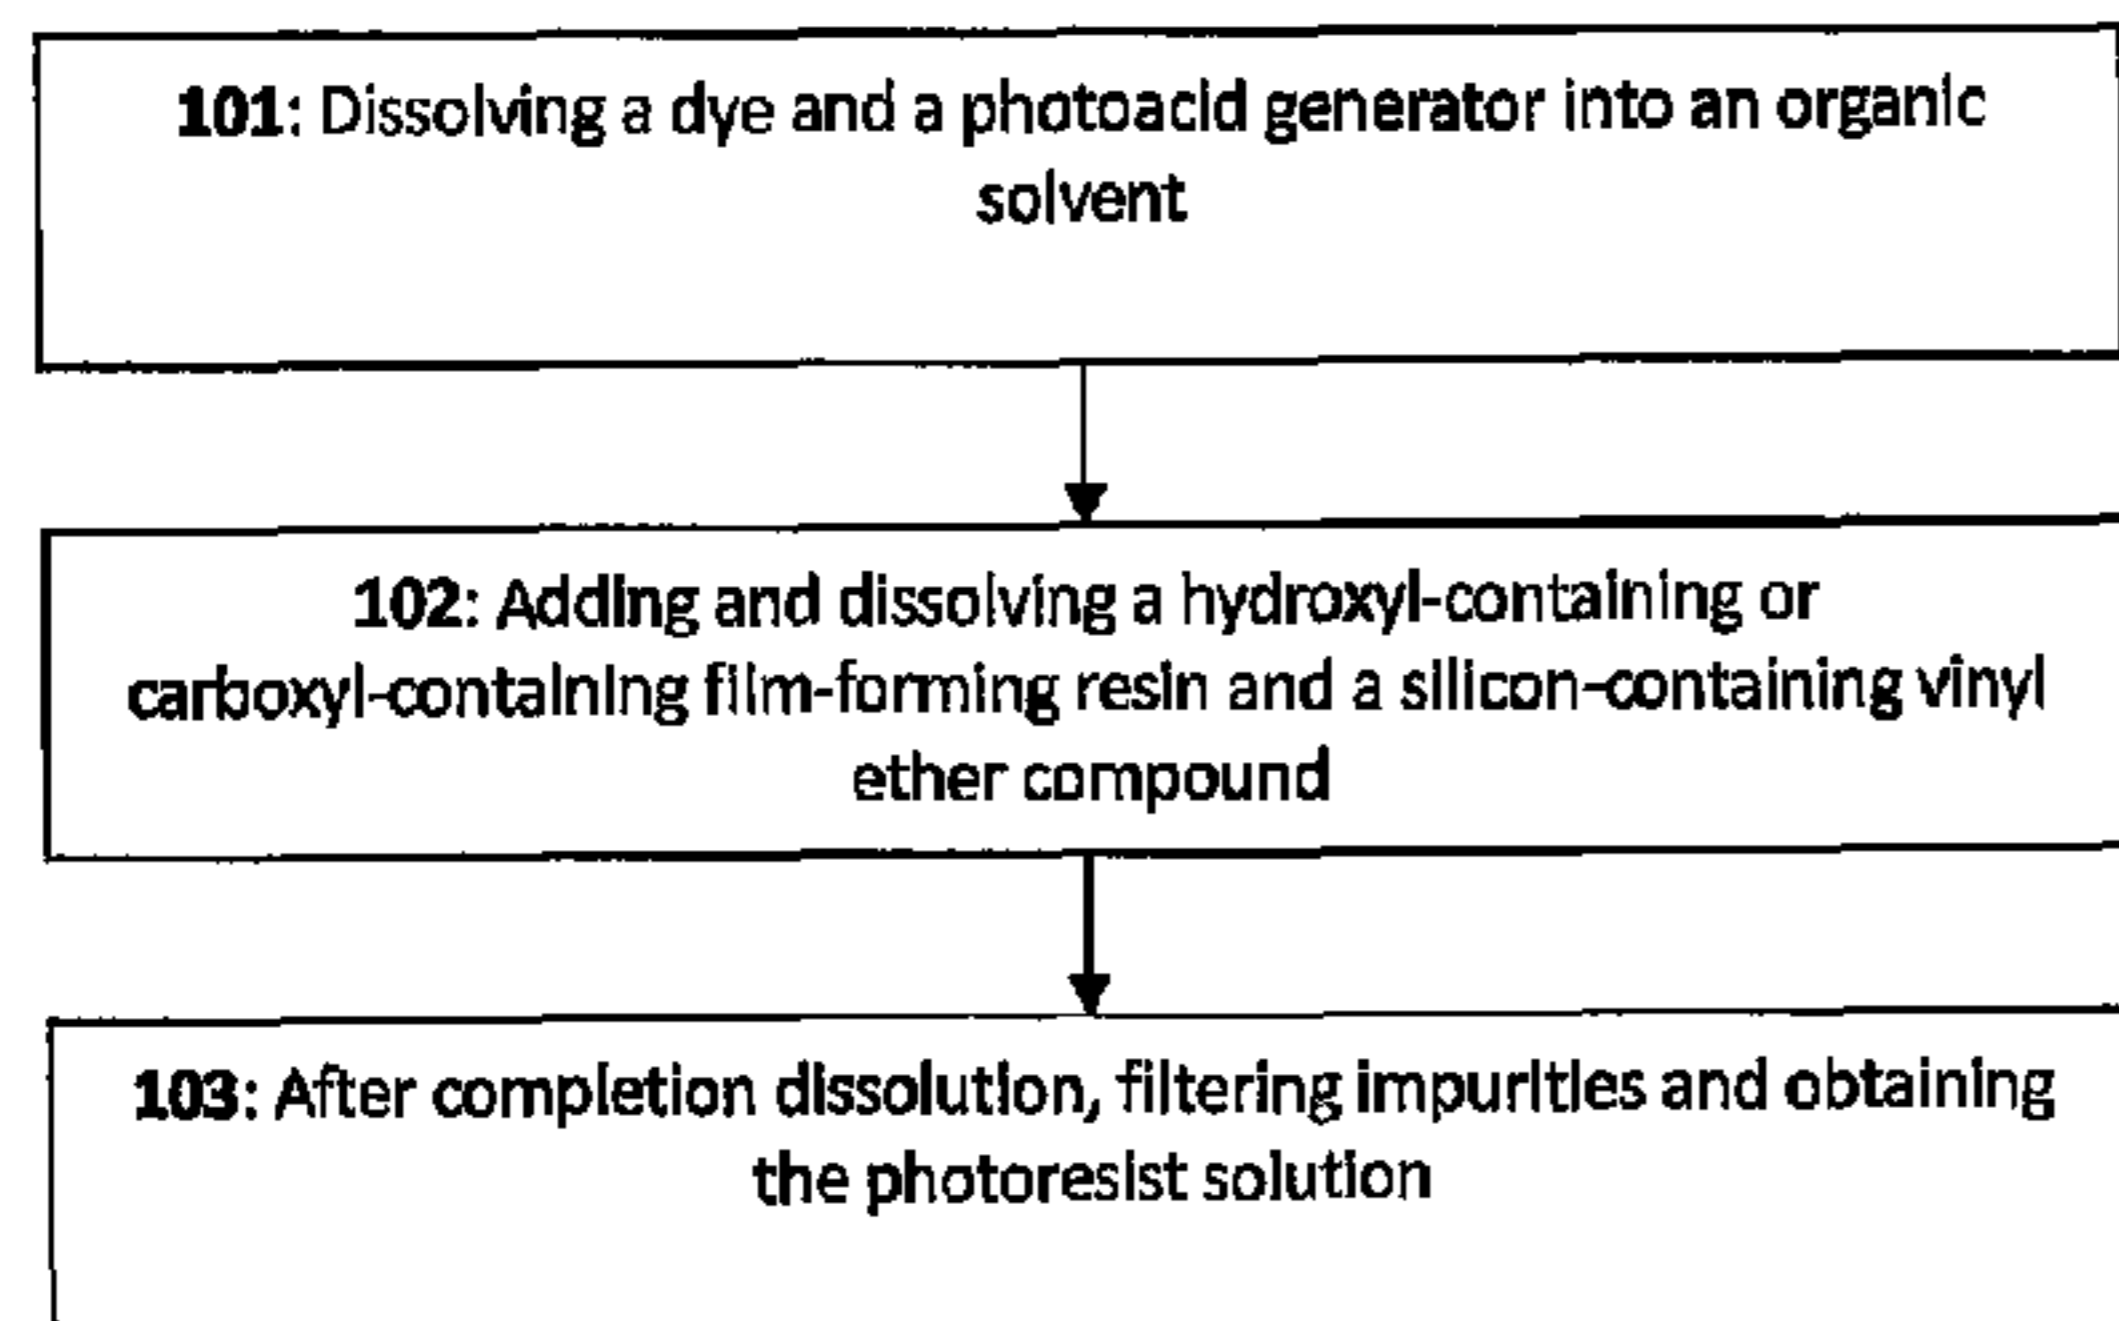 101: Dissolving a dye and a photoacid generator into an organic
solvent
102: Adding and dissolving a hydroxyl-containing or
carboxyl-containing film-forming resin and a silicon-containing vinyl
ether compound
103: After completion dissolution, filtering impurities and obtaining
the photoresist solution